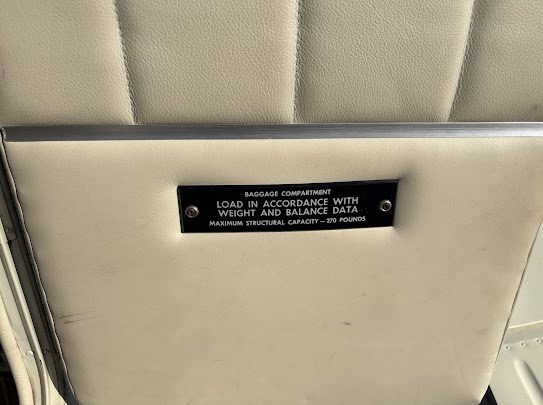 BAGGAGE COMPARTMENT
LOAD IN ACCORDANCE WITH
WEIGHT AND BALANCE DATA
MAXIMUM STRUCTURAL CAPACITY – 270 POUNDS